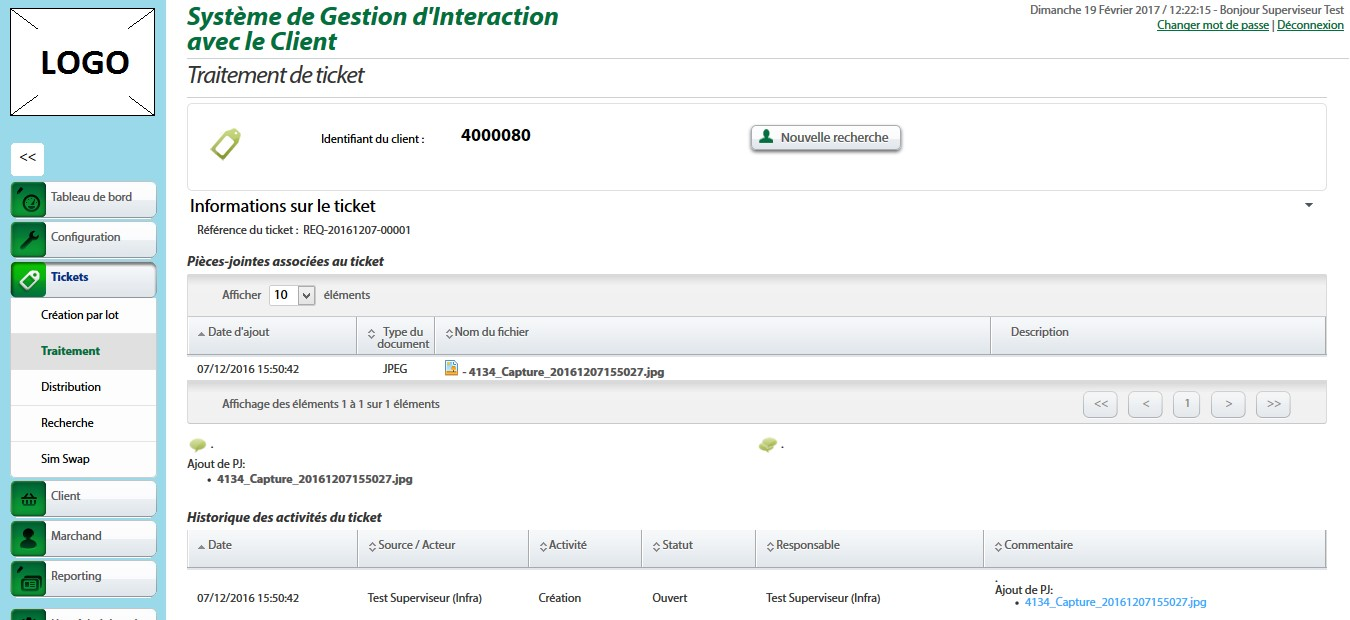 LOGO
Système de Gestion d'Interaction
avec le Client
Dimanche 19 Février 2017 / 12:22:15 - Bonjour Superviseur Test
Changer mot de passe | Déconnexion
Traitement de ticket
<<
Tableau de bord
Configuration
Tickets
Création par lot
Traitement
Distribution
Recherche
Sim Swap
Client
Marchand
Reporting
Identifiant du client : 4000080
Nouvelle recherche
Informations sur le ticket
Référence du ticket : REQ-20161207-00001
Pièces-jointes associées au ticket
Afficher 10 éléments
Date d'ajout Type du document Nom du fichier Description
07/12/2016 15:50:42 JPEG - 4134_Capture_20161207155027.jpg
Affichage des éléments 1 à 1 sur 1 éléments << < 1 > >>
. .
Ajout de PJ:
• 4134_Capture_20161207155027.jpg
Historique des activités du ticket
Date Source / Acteur Activité Statut Responsable Commentaire
.
07/12/2016 15:50:42 Test Superviseur (Infra) Création Ouvert Test Superviseur (Infra) Ajout de PJ:
• 4134_Capture_20161207155027.jpg